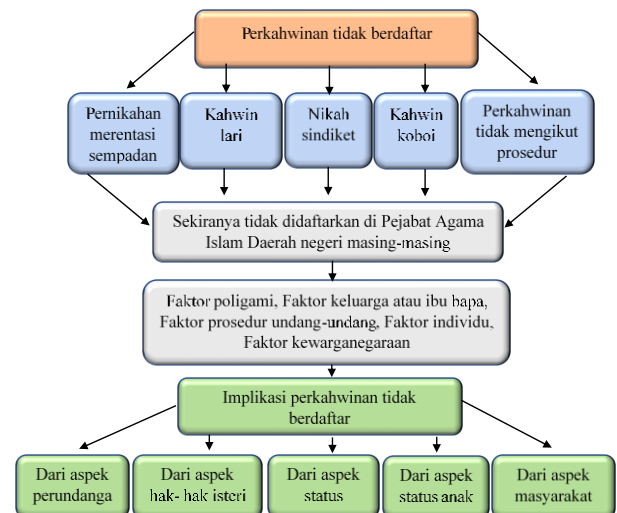 Perkahwinan tidak berdaftar
Pernikahan
merentasi
sempadan
Kahwin
lari
Nikah
sindiket
Kahwin
koboi
Perkahwinan
tidak mengikut
prosedur
Sekiranya tidak didaftarkan di Pejabat Agama
Islam Daerah negeri masing-masing
Faktor poligami, Faktor keluarga atau ibu bapa,
Faktor prosedur undang-undang, Faktor individu,
Faktor kewarganegaraan
Implikasi perkahwinan tidak
berdaftar
Dari aspek
perundanga
Dari aspek
hak- hak isteri
Dari aspek
status
Dari aspek
status anak
Dari aspek
masyarakat